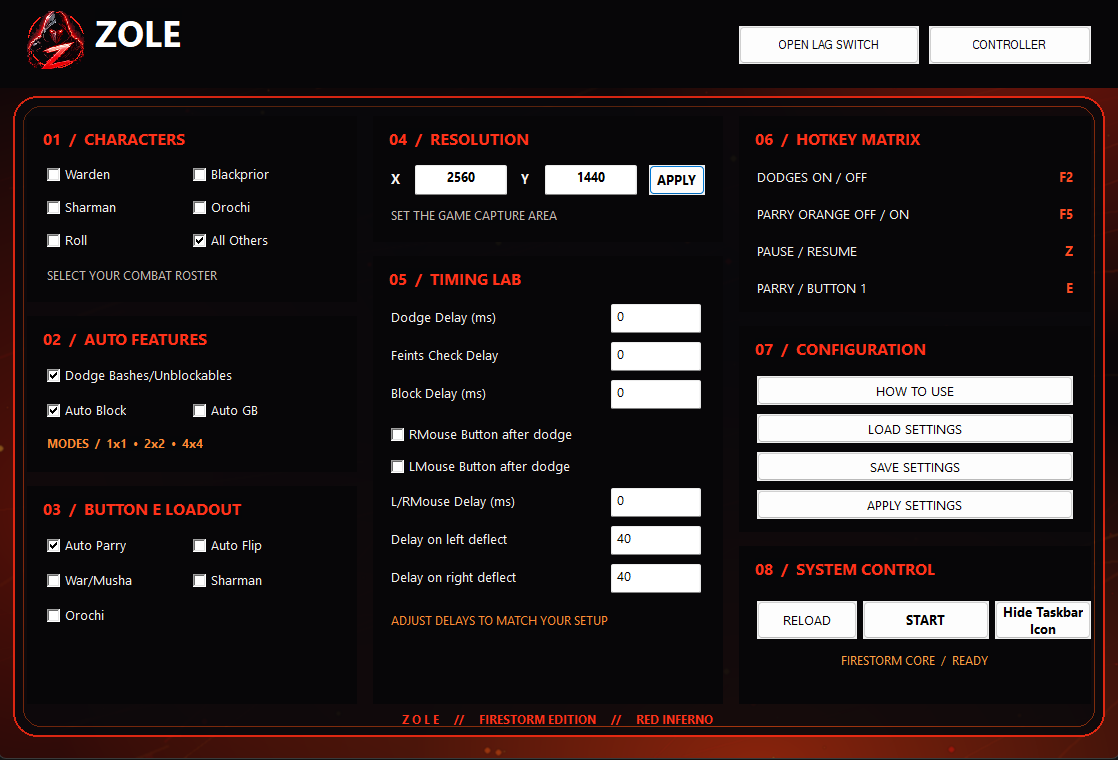 ZOLE
OPEN LAG SWITCH
CONTROLLER
01 / CHARACTERS
Warden
Blackprior
Sharman
Orochi
Roll
All Others
SELECT YOUR COMBAT ROSTER
02 / AUTO FEATURES
Dodge Bashes/Unblockables
Auto Block
Auto GB
MODES / 1x1 • 2x2 • 4x4
03 / BUTTON E LOADOUT
Auto Parry
Auto Flip
War/Musha
Sharman
Orochi
04 / RESOLUTION
X 2560 Y 1440 APPLY
SET THE GAME CAPTURE AREA
05 / TIMING LAB
Dodge Delay (ms) 0
Feints Check Delay 0
Block Delay (ms) 0
RMouse Button after dodge
LMouse Button after dodge
L/RMouse Delay (ms) 0
Delay on left deflect 40
Delay on right deflect 40
ADJUST DELAYS TO MATCH YOUR SETUP
06 / HOTKEY MATRIX
DODGES ON / OFF F2
PARRY ORANGE OFF / ON F5
PAUSE / RESUME Z
PARRY / BUTTON 1 E
07 / CONFIGURATION
HOW TO USE
LOAD SETTINGS
SAVE SETTINGS
APPLY SETTINGS
08 / SYSTEM CONTROL
RELOAD
START
Hide Taskbar
Icon
FIRESTORM CORE / READY
Z O L E // FIRESTORM EDITION // RED INFERNO